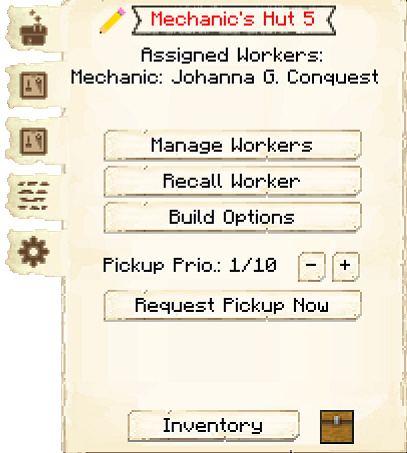 Mechanic's Hut 5
Assigned Workers:
Mechanic: Johanna G. Conquest
Manage Workers
Recall Worker
Build Options
Pickup Prio.: 1/10 - +
Request Pickup Now
Inventory